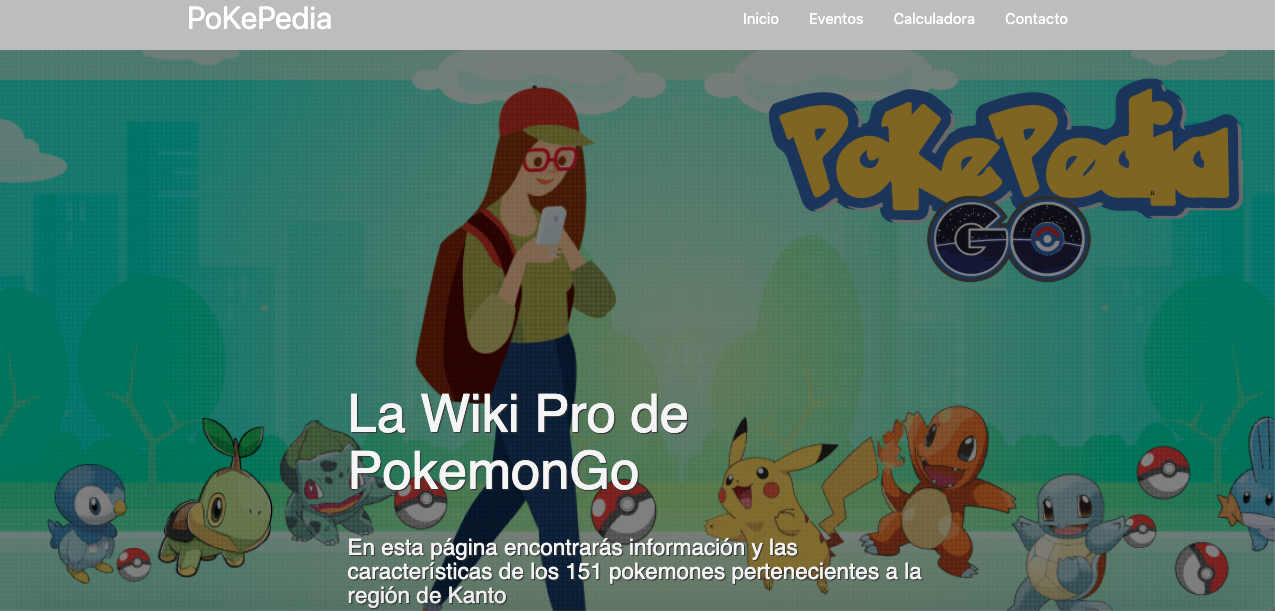 PoKePedia
Inicio Eventos Calculadora Contacto
PoKePedia
GO
La Wiki Pro de
PokemonGo
En esta página encontrarás información y las
características de los 151 pokemones pertenecientes a la
región de Kanto